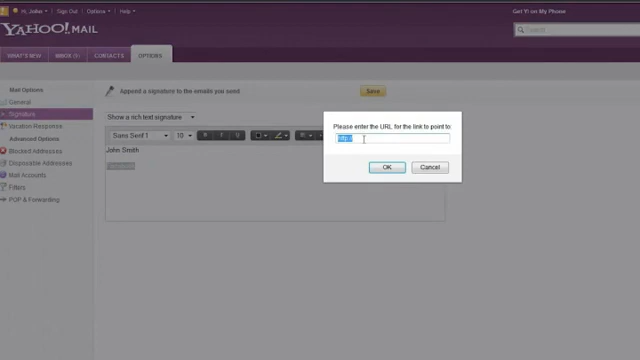 Hi, John Sign Out Options Help Get Y! on My Phone
YAHOO! MAIL
Search
WHAT'S NEW INBOX CONTACTS OPTIONS
Mail Options
Append a signature to the emails you send
Save
General
Signature
Show a rich text signature
Please enter the URL for the link to point to
Vacation Response
Sans Serif 1 10 B I U
http://
Advanced Options
John Smith
Blocked Addresses
Disposable Addresses
OK Cancel
Mail Accounts
Filters
POP & Forwarding